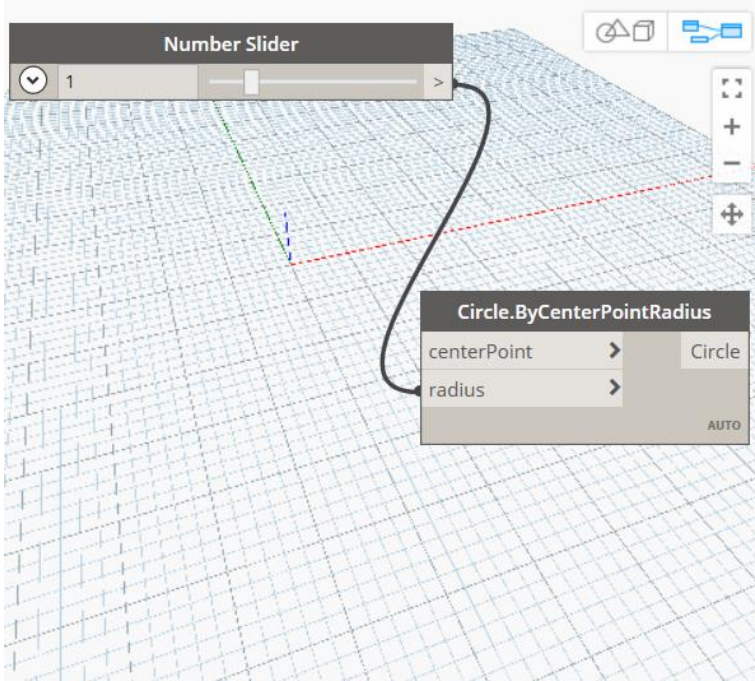 Number Slider
1 >
Circle.ByCenterPointRadius
centerPoint > Circle
radius >
AUTO